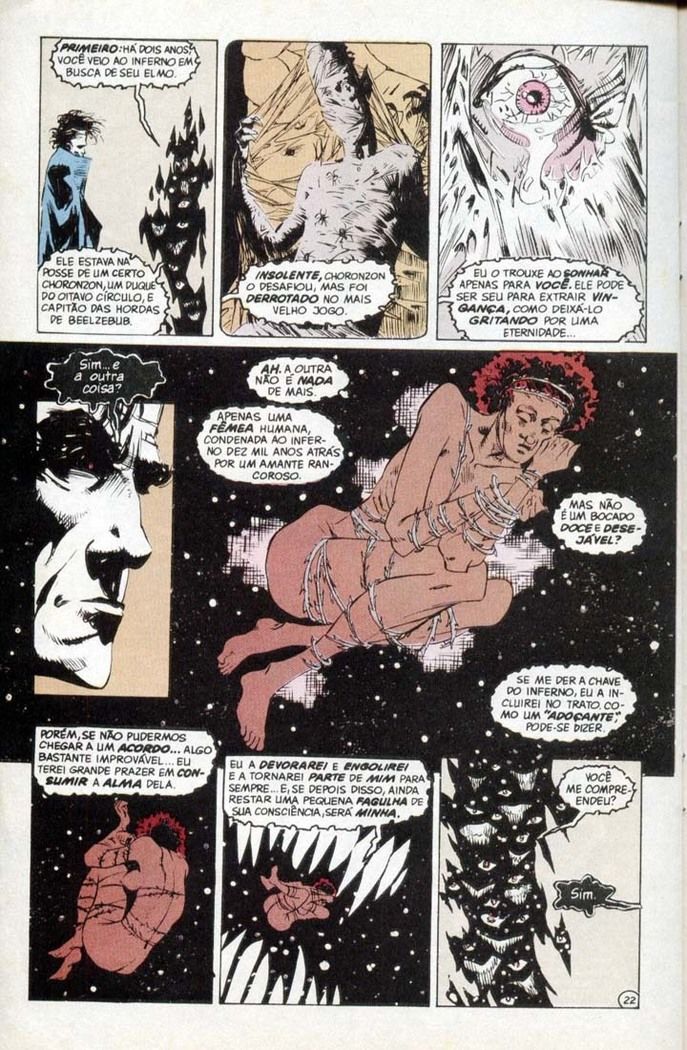 PRIMEIRO: HÁ DOIS ANOS,
VOCÊ VEIO AO INFERNO EM
BUSCA DE SEU ELMO.
ELE ESTAVA NA
POSSE DE UM CERTO
CHORONZON, UM DUQUE
DO OITAVO CÍRCULO, E
CAPITÃO DAS HORDAS
DE BEELZEBUB.
INSOLENTE, CHORONZON
O DESAFIOU, MAS FOI
DERROTADO NO MAIS
VELHO JOGO.
EU O TROUXE AO SONHAR
APENAS PARA VOCÊ. ELE PODE
SER SEU PARA EXTRAIR VIN-
GANÇA, COMO DEIXÁ-LO
GRITANDO POR UMA
ETERNIDADE...
Sim... e
a outra
coisa?
AH. A OUTRA
NÃO É NADA
DE MAIS.
APENAS UMA
FÊMEA HUMANA,
CONDENADA AO INFER-
NO DEZ MIL ANOS ATRÁS
POR UM AMANTE RAN-
COROSO.
MAS NÃO
É UM BOCADO
DOCE E DESE-
JÁVEL?
SE ME DER A CHAVE
DO INFERNO, EU A IN-
CLUIREI NO TRATO. CO-
MO UM "ADOÇANTE",
PODE-SE DIZER.
PORÉM, SE NÃO PUDERMOS
CHEGAR A UM ACORDO... ALGO
BASTANTE IMPROVÁVEL... EU
TEREI GRANDE PRAZER EM CON-
SUMIR A ALMA DELA.
EU A DEVORAREI E ENGOLIREI
E A TORNAREI PARTE DE MIM PARA
SEMPRE... E, SE DEPOIS DISSO, AINDA
RESTAR UMA PEQUENA FAGULHA DE
SUA CONSCIÊNCIA, SERÁ MINHA.
VOCÊ
ME COMPRE-
ENDEU?
Sim.
22